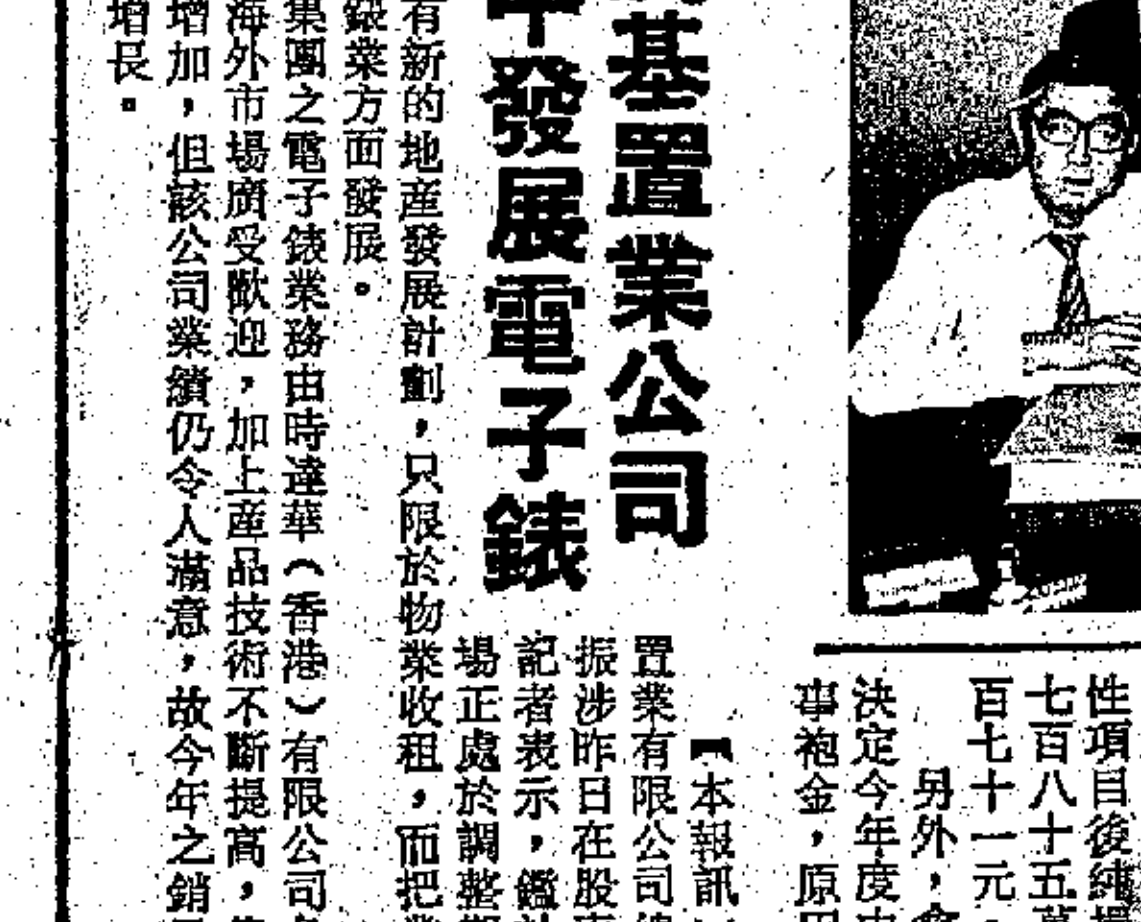 性項目後純
七百八十五
百七十一元
另外，
決定今年度
事袍金，原
基置業公司
發展電子錶
【本報訊
置業有限公司
振涉昨日在股
記者表示，鑑
場正處於調整
有新的地產發展計劃，只限於物業收租，而把
錶業方面發展。
集團之電子錶業務由時達華（香港）有限公司
海外市場廣受歡迎，加上產品技術不斷提高，
增加，但該公司業績仍令人滿意，故今年之銷
增長。